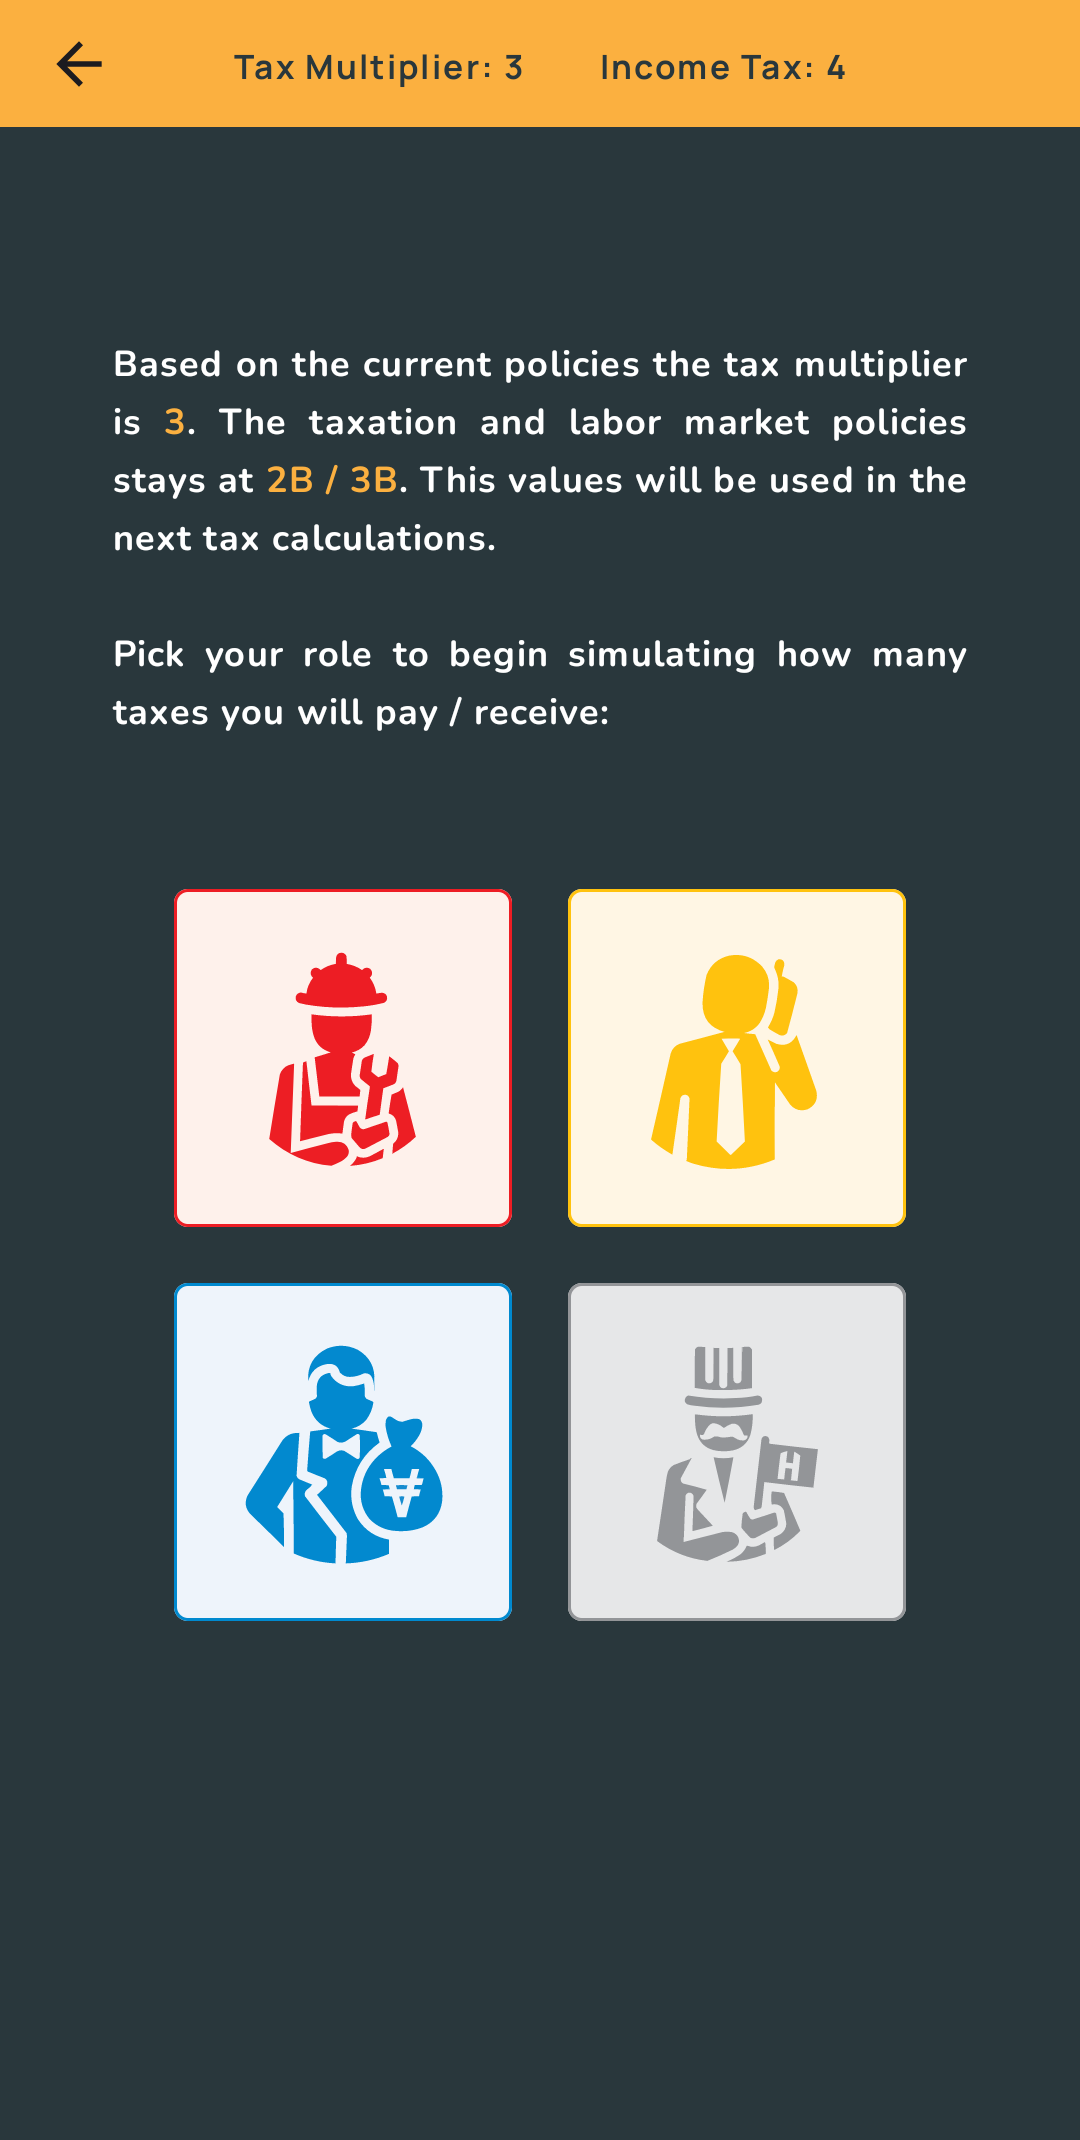 Tax Multiplier: 3 Income Tax: 4
Based on the current policies the tax multiplier
is 3. The taxation and labor market policies
stays at 2B / 3B. This values will be used in the
next tax calculations.
Pick your role to begin simulating how many
taxes you will pay / receive:
₩
H